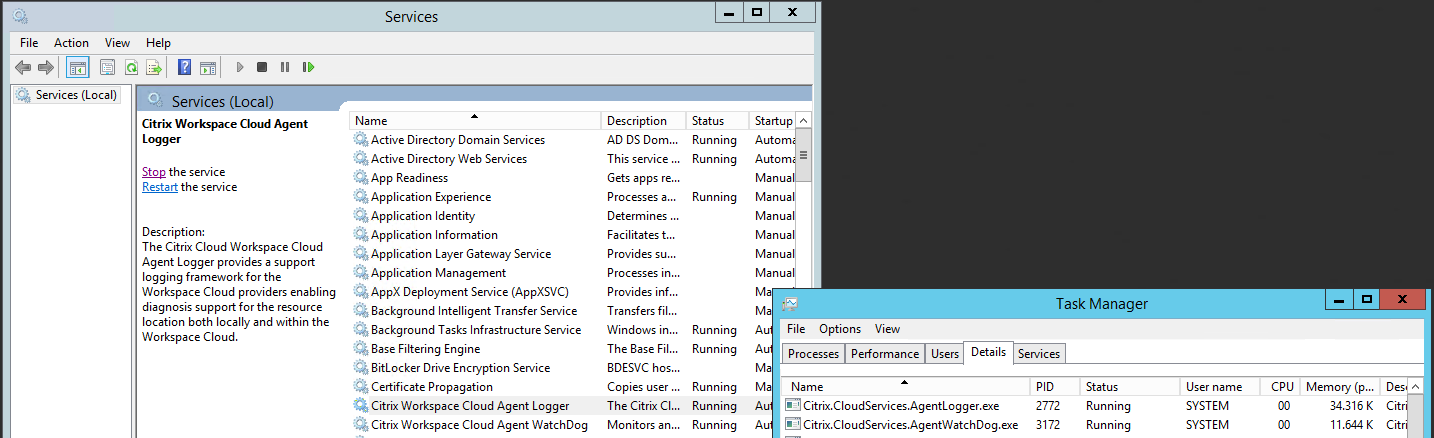 Services
File Action View Help
Services (Local)
Services (Local)
Citrix Workspace Cloud Agent
Logger
Stop the service
Restart the service
Description:
The Citrix Cloud Workspace Cloud
Agent Logger provides a support
logging framework for the
Workspace Cloud providers enabling
diagnosis support for the resource
location both locally and within the
Workspace Cloud.
Name Description Status Startup
Active Directory Domain Services AD DS Dom... Running Automa
Active Directory Web Services This service ... Running Automa
App Readiness Gets apps re... Manual
Application Experience Processes a... Running Manual
Application Identity Determines ... Manual
Application Information Facilitates t... Manual
Application Layer Gateway Service Provides su... Manual
Application Management Processes in... Manual
AppX Deployment Service (AppXSVC) Provides inf... Manual
Background Intelligent Transfer Service Transfers fil... Ma
Background Tasks Infrastructure Service Windows in... Running Aut
Base Filtering Engine The Base Fil... Running Aut
BitLocker Drive Encryption Service BDESVC hos... Ma
Certificate Propagation Copies user ... Running Ma
Citrix Workspace Cloud Agent Logger The Citrix Cl... Running Aut
Citrix Workspace Cloud Agent WatchDog Monitors an... Running Aut
Task Manager
File Options View
Processes Performance Users Details Services
Name PID Status User name CPU Memory (p... Desc
Citrix.CloudServices.AgentLogger.exe 2772 Running SYSTEM 00 34.316 K Citri
Citrix.CloudServices.AgentWatchDog.exe 3172 Running SYSTEM 00 11.644 K Citri